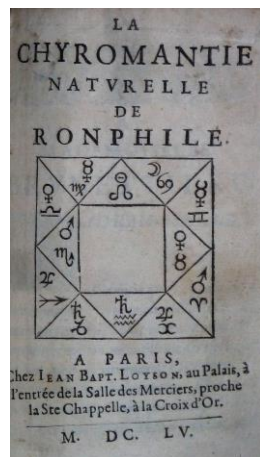 LA
CHYROMANTIE
NATVRELLE
DE
RONPHILE.
A PARIS,
Chez IEAN BAPT. LOYSON, au Palais, à
l'entrée de la Salle des Merciers, proche
la Ste Chappelle, à la Croix d'Or.
M. DC. LV.